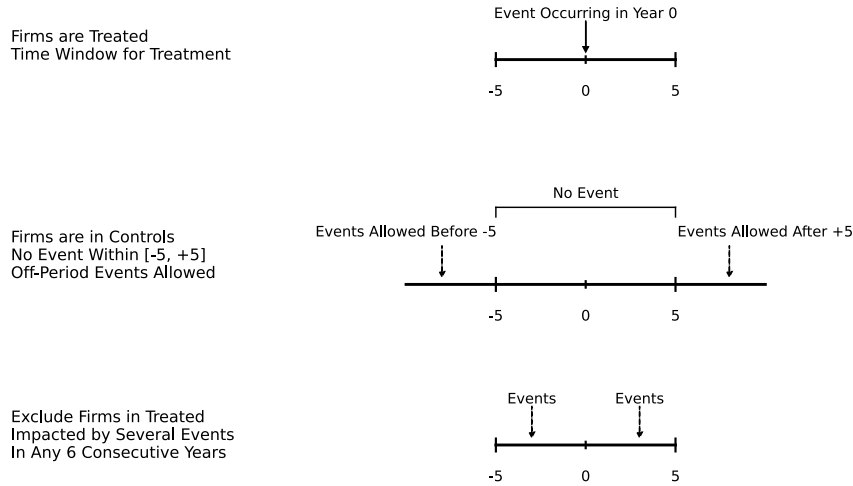 Event Occurring in Year 0
Firms are Treated
Time Window for Treatment
-5 0 5
No Event
Events Allowed Before -5 Events Allowed After +5
Firms are in Controls
No Event Within [-5, +5]
Off-Period Events Allowed
-5 0 5
Events Events
Exclude Firms in Treated
Impacted by Several Events
In Any 6 Consecutive Years
-5 0 5